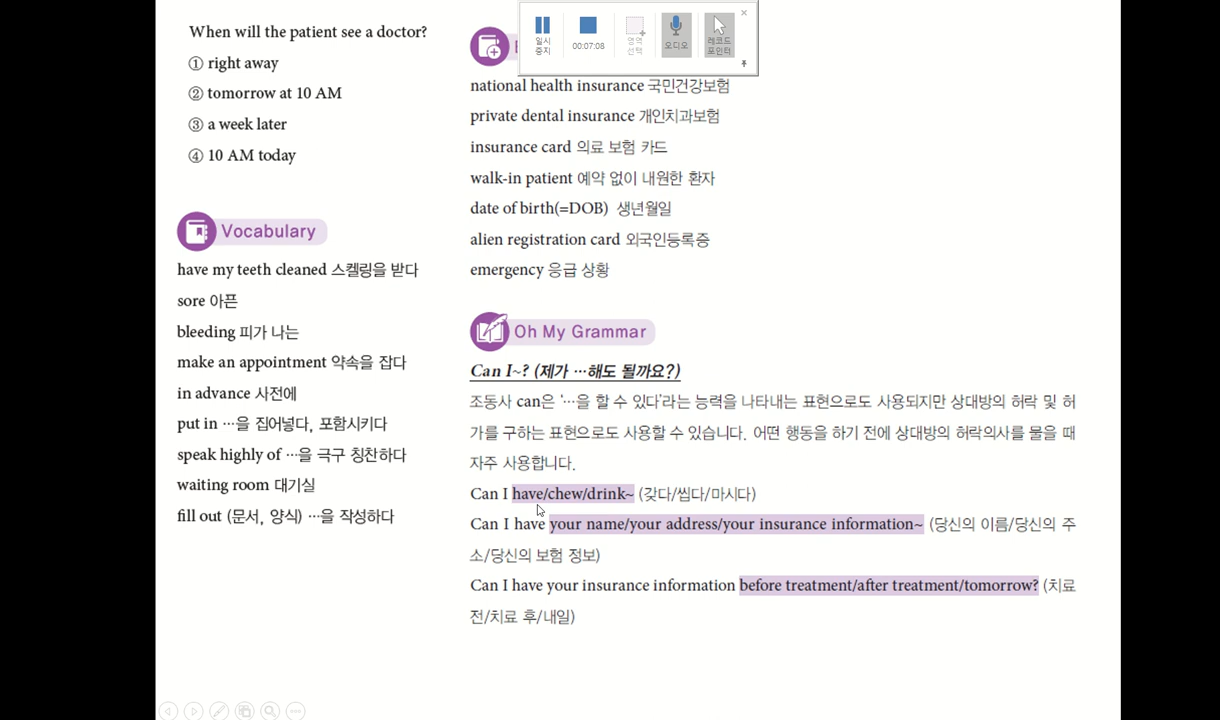 When will the patient see a doctor?
① right away
② tomorrow at 10 AM
③ a week later
④ 10 AM today
Vocabulary
have my teeth cleaned 스켈링을 받다
sore 아픈
bleeding 피가 나는
make an appointment 약속을 잡다
in advance 사전에
put in …을 집어넣다, 포함시키다
speak highly of …을 극구 칭찬하다
waiting room 대기실
fill out (문서, 양식) …을 작성하다
일시
중지
00:07:08
영역
선택
오디오
레코드
포인터
national health insurance 국민건강보험
private dental insurance 개인치과보험
insurance card 의료 보험 카드
walk-in patient 예약 없이 내원한 환자
date of birth(=DOB) 생년월일
alien registration card 외국인등록증
emergency 응급 상황
Oh My Grammar
Can I~? (제가 …해도 될까요?)
조동사 can은 '…을 할 수 있다'라는 능력을 나타내는 표현으로도 사용되지만 상대방의 허락 및 허
가를 구하는 표현으로도 사용할 수 있습니다. 어떤 행동을 하기 전에 상대방의 허락의사를 물을 때
자주 사용합니다.
Can I have/chew/drink~ (갖다/씹다/마시다)
Can I have your name/your address/your insurance information~ (당신의 이름/당신의 주
소/당신의 보험 정보)
Can I have your insurance information before treatment/after treatment/tomorrow? (치료
전/치료 후/내일)